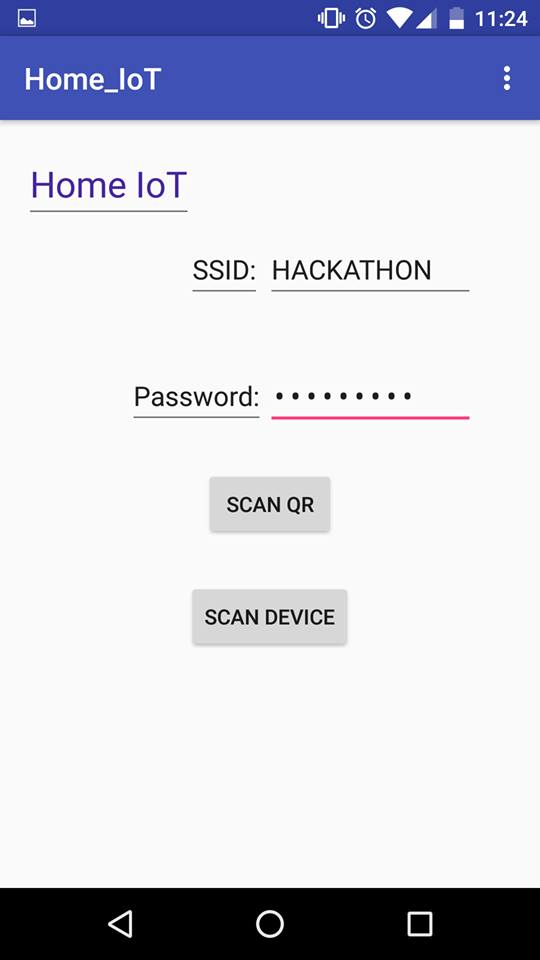 11:24
Home_IoT
Home IoT
SSID: HACKATHON
Password: •••••••••
SCAN QR
SCAN DEVICE